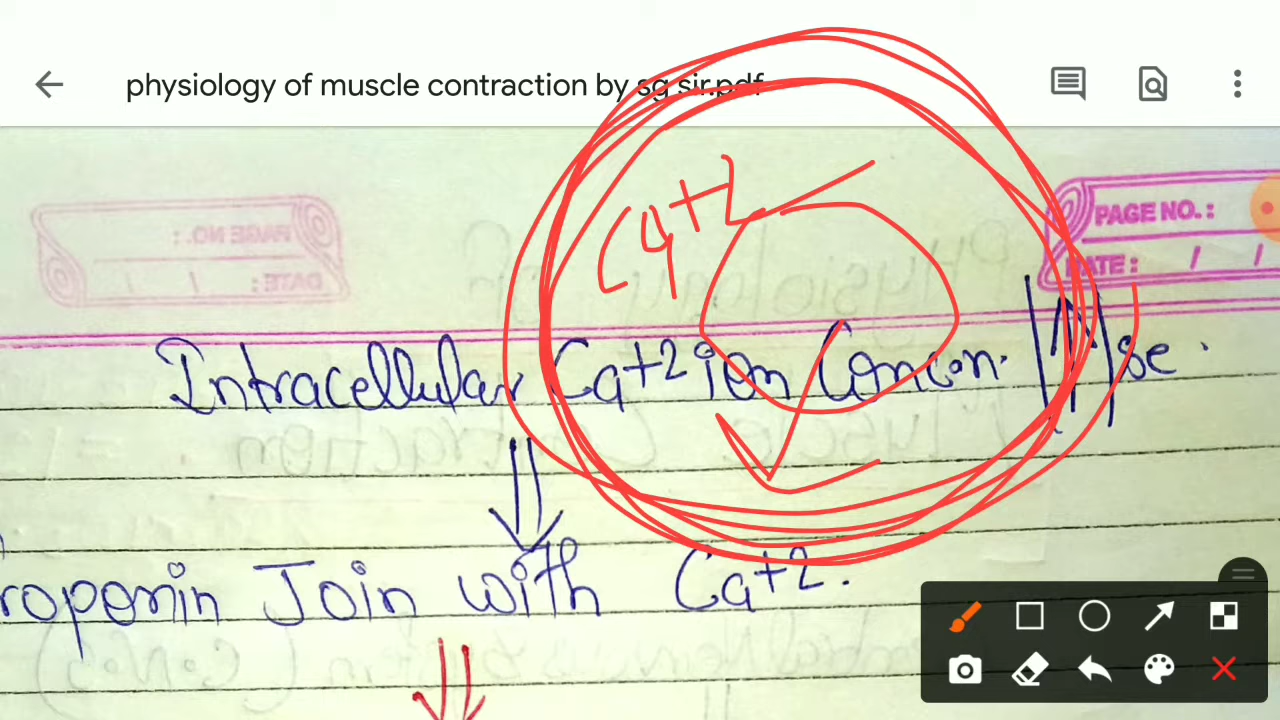 physiology of muscle contraction by sg sir.pdf
Ca+2
PAGE NO.:
DATE: / /
Intracellular Ca+2 ion Concn. ↑se.
roponin Join with Ca+2.